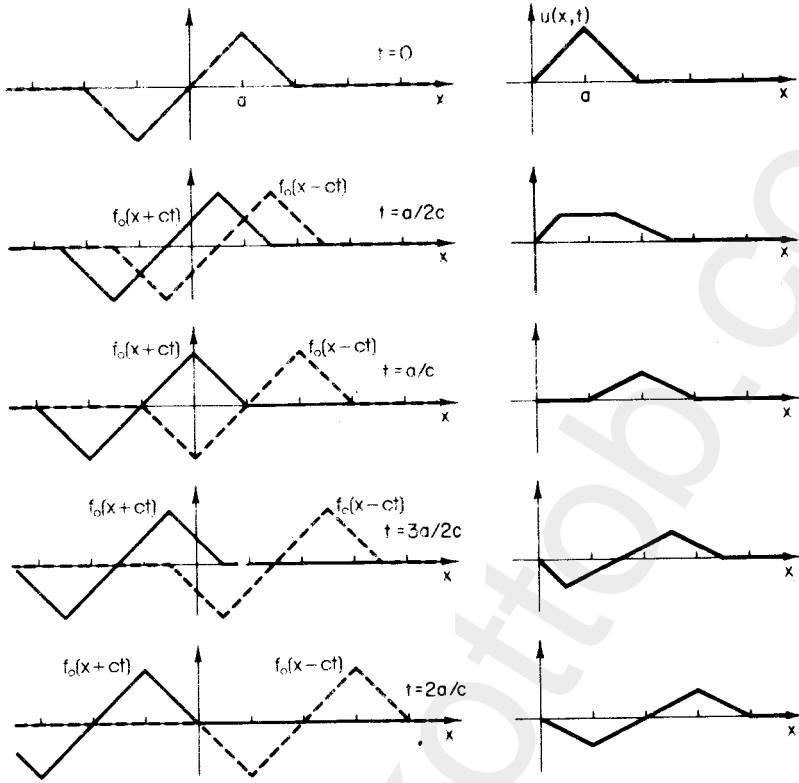 u(x,t)
t=0
a
x
a
x
f₀(x+ct)
f₀(x−ct)
t=a/2c
x
x
f₀(x+ct)
f₀(x−ct)
t=a/c
x
x
f₀(x+ct)
f₀(x−ct)
t=3a/2c
x
x
f₀(x+ct)
f₀(x−ct)
t=2a/c
x
x